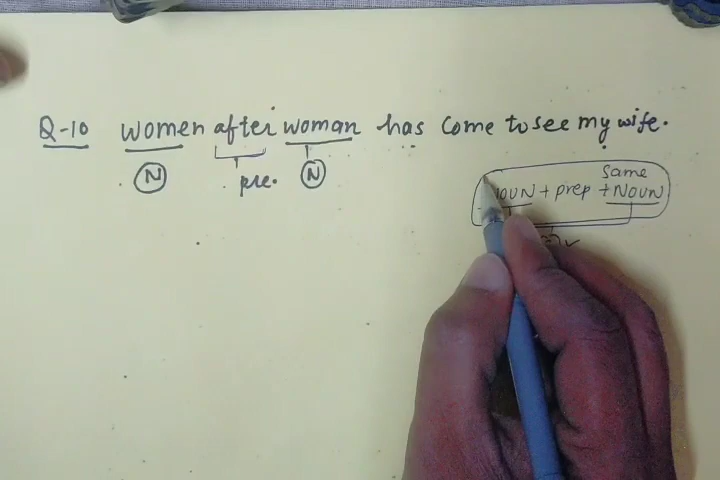 Q-10 women after woman has come to see my wife.
N pre. N
same
NOUN + prep + NOUN